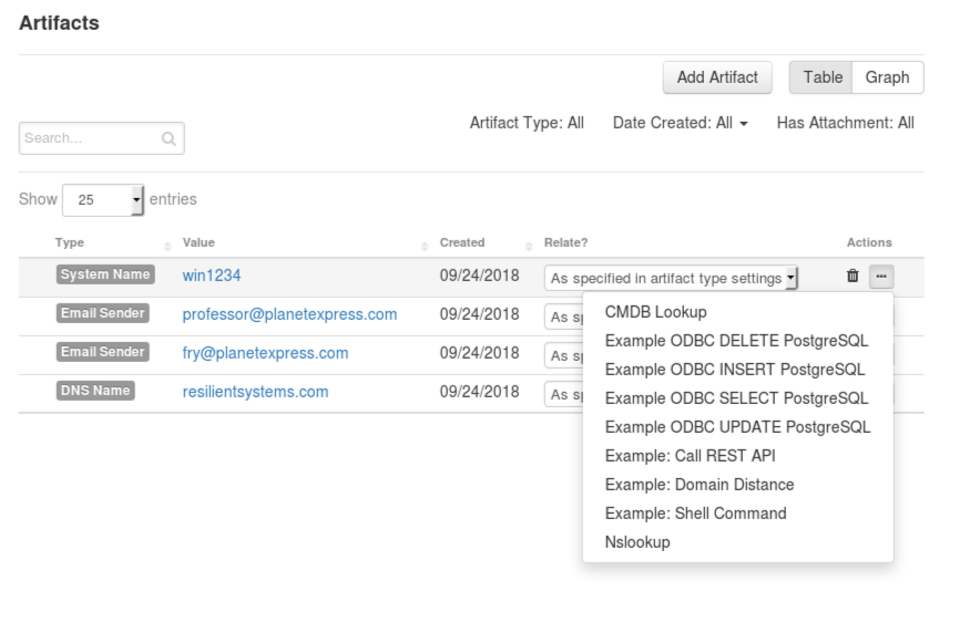 Artifacts
Add Artifact Table Graph
Search... Artifact Type: All Date Created: All Has Attachment: All
Show 25 entries
Type Value Created Relate? Actions
System Name win1234 09/24/2018 As specified in artifact type settings ...
Email Sender professor@planetexpress.com 09/24/2018 As sp
Email Sender fry@planetexpress.com 09/24/2018 As sp
DNS Name resilientsystems.com 09/24/2018 As sp
CMDB Lookup
Example ODBC DELETE PostgreSQL
Example ODBC INSERT PostgreSQL
Example ODBC SELECT PostgreSQL
Example ODBC UPDATE PostgreSQL
Example: Call REST API
Example: Domain Distance
Example: Shell Command
Nslookup